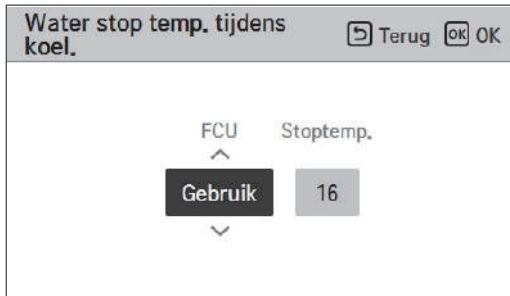 Water stop temp. tijdens
koel.
Terug OK OK
FCU Stoptemp.
Gebruik 16